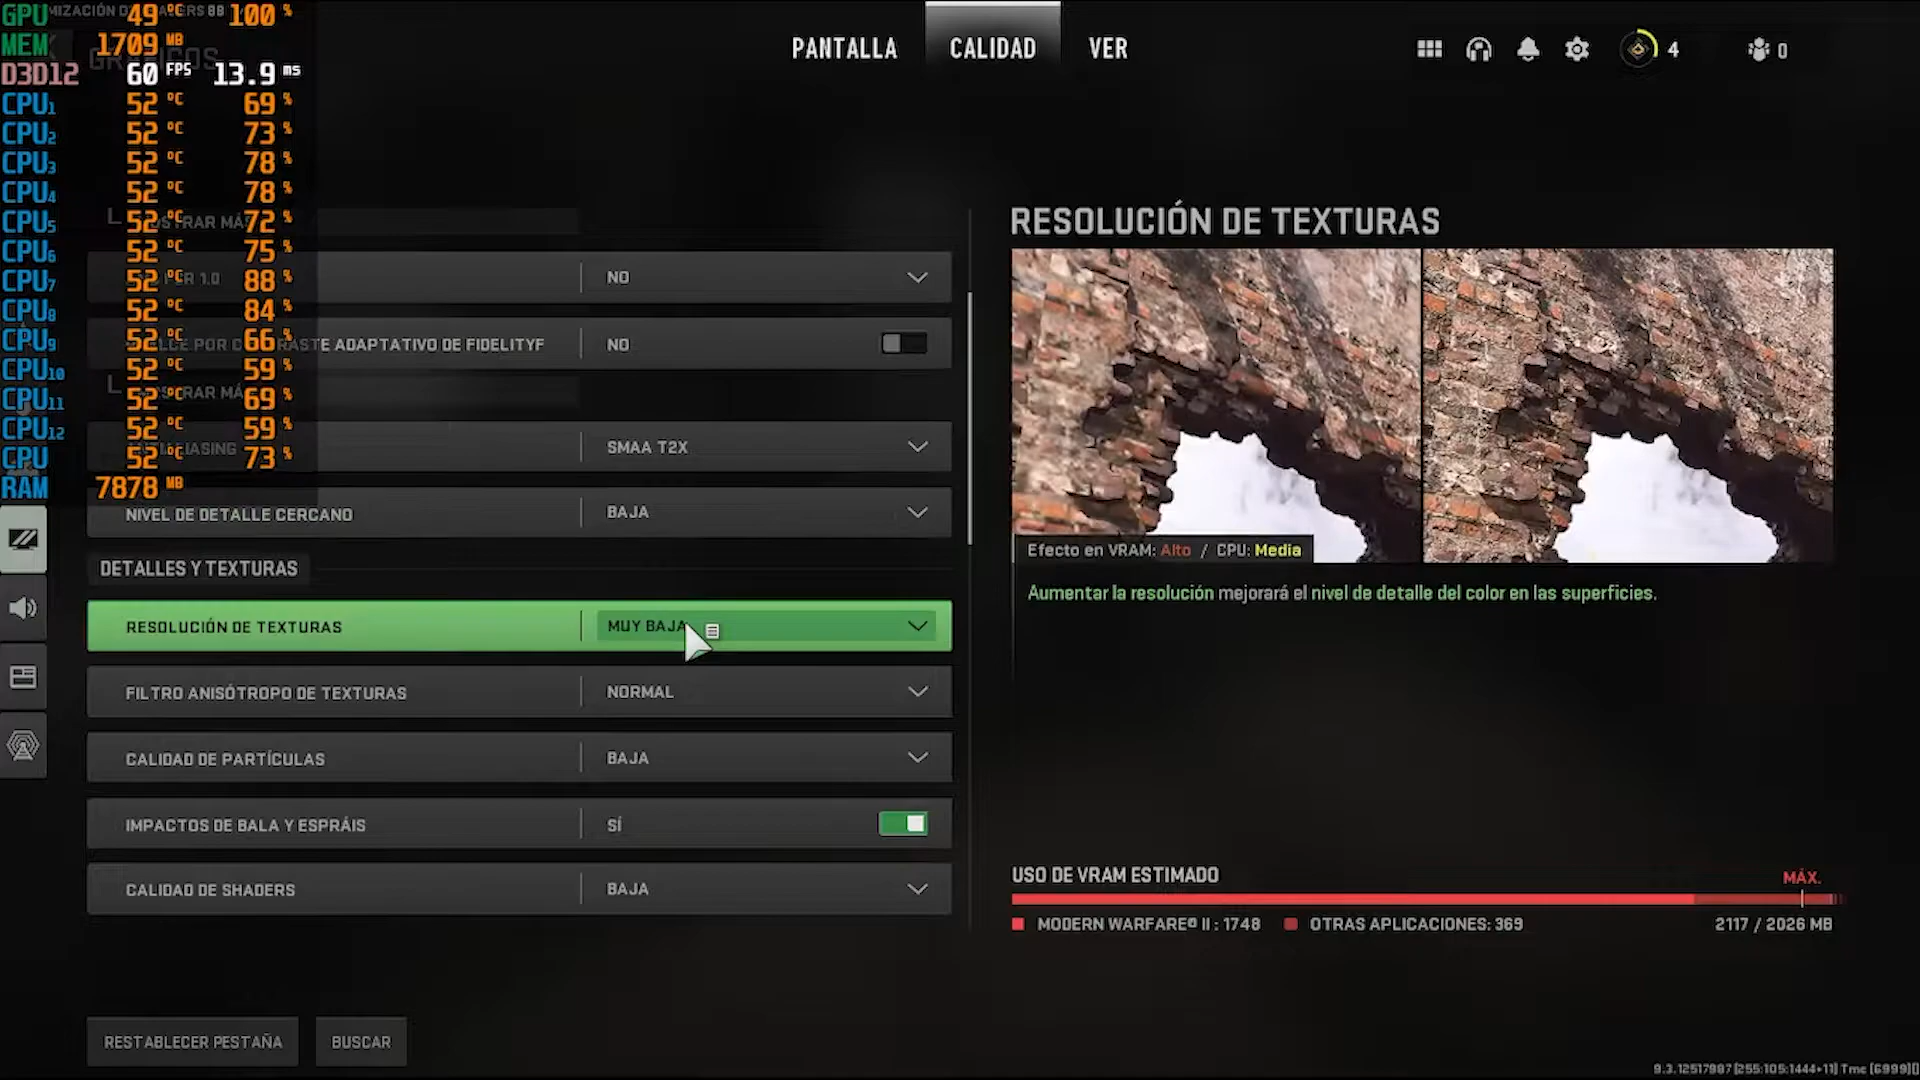 GPU 49 °C 100 %
MEM 1709 MB
D3D12 60 FPS 13.9 ms
CPU1 52 °C 69 %
CPU2 52 °C 73 %
CPU3 52 °C 78 %
CPU4 52 °C 78 %
CPU5 52 °C 72 %
CPU6 52 °C 75 %
CPU7 52 °C 88 %
CPU8 52 °C 84 %
CPU9 52 °C 66 %
CPU10 52 °C 59 %
CPU11 52 °C 69 %
CPU12 52 °C 59 %
CPU 52 °C 73 %
RAM 7878 MB
GRÁFICOS
PANTALLA CALIDAD VER
4 0
1.0 NO
ADAPTATIVO DE FIDELITYF NO
SMAA T2X
NIVEL DE DETALLE CERCANO BAJA
DETALLES Y TEXTURAS
RESOLUCIÓN DE TEXTURAS MUY BAJA
FILTRO ANISÓTROPO DE TEXTURAS NORMAL
CALIDAD DE PARTÍCULAS BAJA
IMPACTOS DE BALA Y ESPRÁIS SÍ
CALIDAD DE SHADERS BAJA
RESTABLECER PESTAÑA BUSCAR
RESOLUCIÓN DE TEXTURAS
Efecto en VRAM: Alto / CPU: Media
Aumentar la resolución mejorará el nivel de detalle del color en las superficies.
USO DE VRAM ESTIMADO
MÁX.
MODERN WARFARE® II : 1748 OTRAS APLICACIONES: 369 2117 / 2026 MB